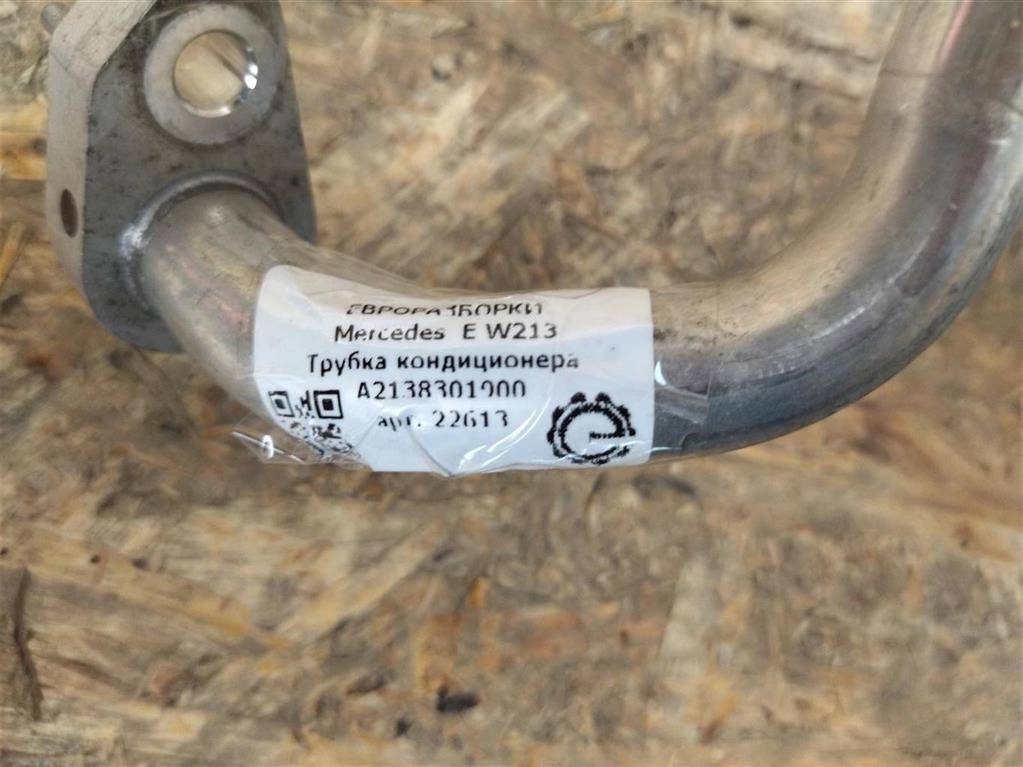 ЕВРОРАЗБОРКИ
Mercedes E W213
Трубка кондиционера
A2138301900
арт. 22613